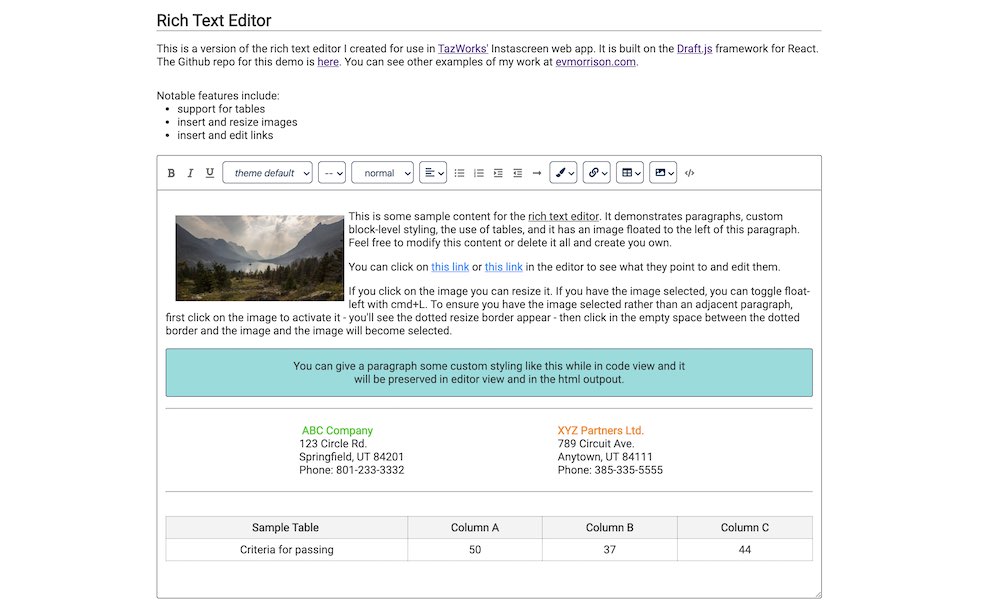 Rich Text Editor
This is a version of the rich text editor I created for use in TazWorks' Instascreen web app. It is built on the Draft.js framework for React.
The Github repo for this demo is here. You can see other examples of my work at evmorrison.com.
Notable features include:
• support for tables
• insert and resize images
• insert and edit links
B I U theme default -- normal </>
This is some sample content for the rich text editor. It demonstrates paragraphs, custom
block-level styling, the use of tables, and it has an image floated to the left of this paragraph.
Feel free to modify this content or delete it all and create you own.
You can click on this link or this link in the editor to see what they point to and edit them.
If you click on the image you can resize it. If you have the image selected, you can toggle float-
left with cmd+L. To ensure you have the image selected rather than an adjacent paragraph,
first click on the image to activate it - you'll see the dotted resize border appear - then click in the empty space between the dotted
border and the image and the image will become selected.
You can give a paragraph some custom styling like this while in code view and it
will be preserved in editor view and in the html outpout.
ABC Company
123 Circle Rd.
Springfield, UT 84201
Phone: 801-233-3332
XYZ Partners Ltd.
789 Circuit Ave.
Anytown, UT 84111
Phone: 385-335-5555
Sample Table Column A Column B Column C
Criteria for passing 50 37 44